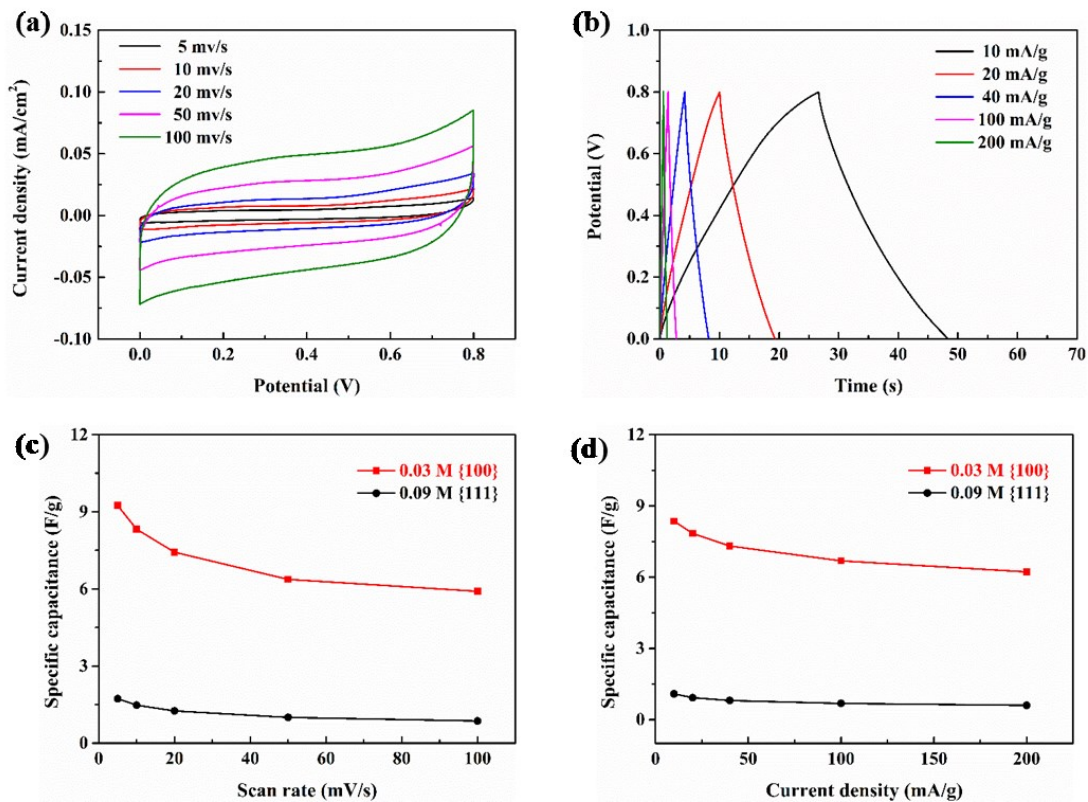 (a)
5 mv/s
10 mv/s
20 mv/s
50 mv/s
100 mv/s
0.15
0.10
0.05
0.00
-0.05
-0.10
Current density (mA/cm²)
0.0
0.2
0.4
0.6
0.8
Potential (V)
(b)
10 mA/g
20 mA/g
40 mA/g
100 mA/g
200 mA/g
1.0
0.8
0.6
0.4
0.2
0.0
Potential (V)
0
10
20
30
40
50
60
70
Time (s)
(c)
0.03 M {100}
0.09 M {111}
12
9
6
3
0
Specific capacitance (F/g)
0
20
40
60
80
100
Scan rate (mV/s)
(d)
0.03 M {100}
0.09 M {111}
12
9
6
3
0
Specific capacitance (F/g)
0
50
100
150
200
Current density (mA/g)